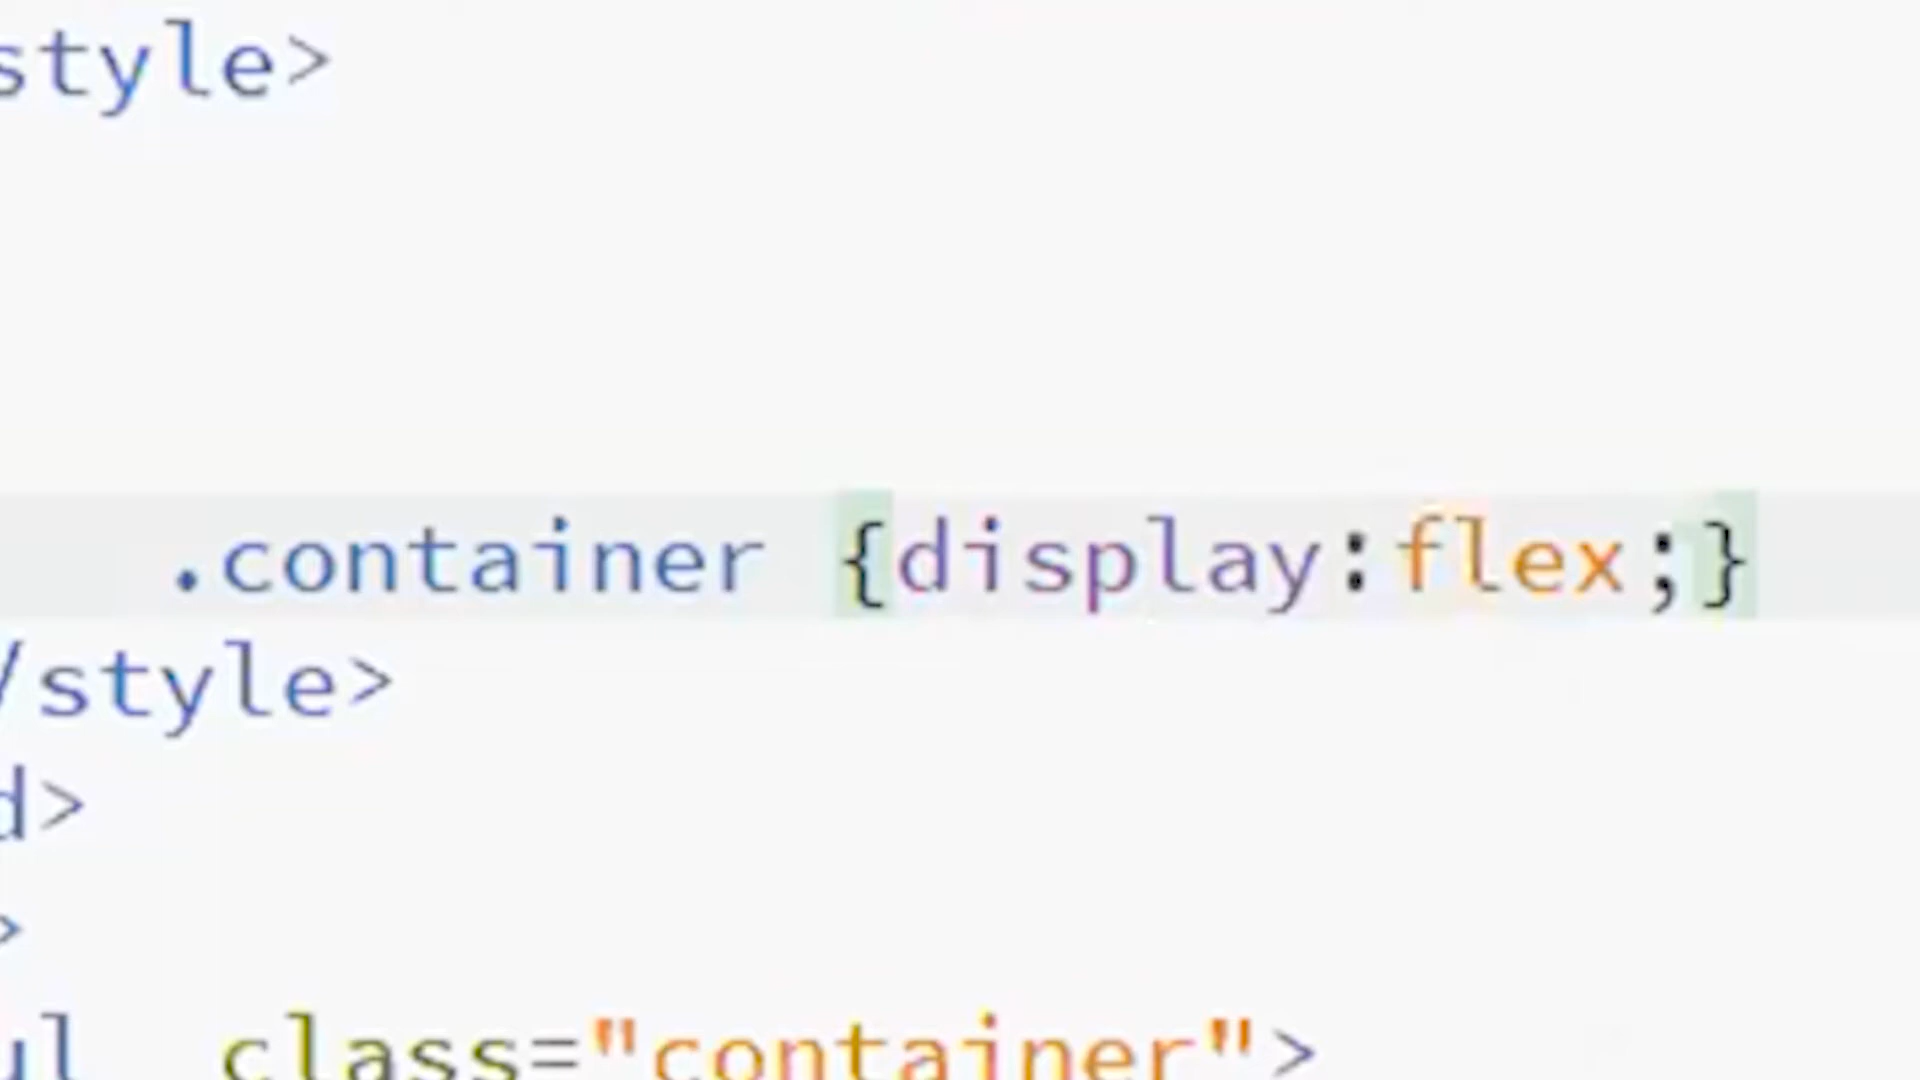 style>
.container {display:flex;}
/style>
d>
>
ul class="container">